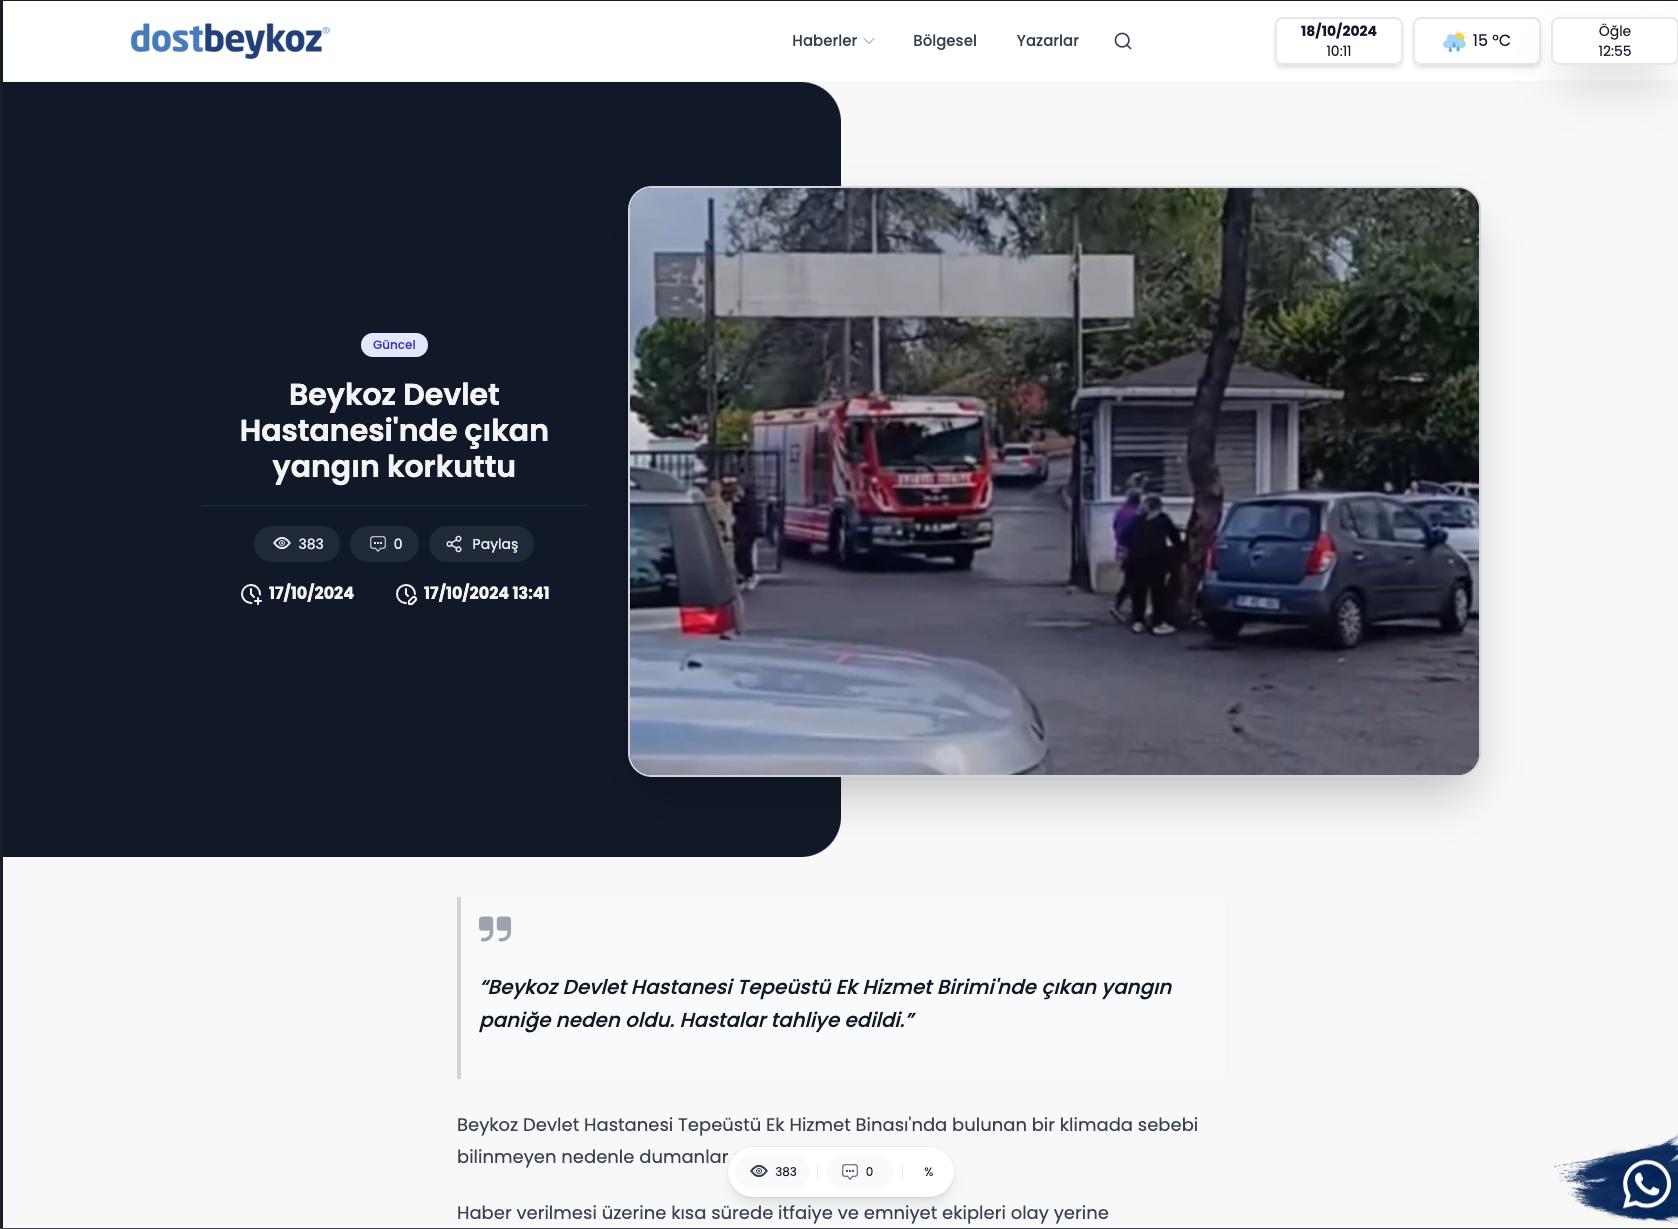 dostbeykoz®
Haberler
Bölgesel
Yazarlar
18/10/2024
10:11
15 °C
Öğle
12:55
Güncel
Beykoz Devlet
Hastanesi'nde çıkan
yangın korkuttu
383
0
Paylaş
17/10/2024
17/10/2024 13:41
“Beykoz Devlet Hastanesi Tepeüstü Ek Hizmet Birimi'nde çıkan yangın
paniğe neden oldu. Hastalar tahliye edildi.”
Beykoz Devlet Hastanesi Tepeüstü Ek Hizmet Binası'nda bulunan bir klimada sebebi
bilinmeyen nedenle dumanlar
383
0
%
Haber verilmesi üzerine kısa sürede itfaiye ve emniyet ekipleri olay yerine